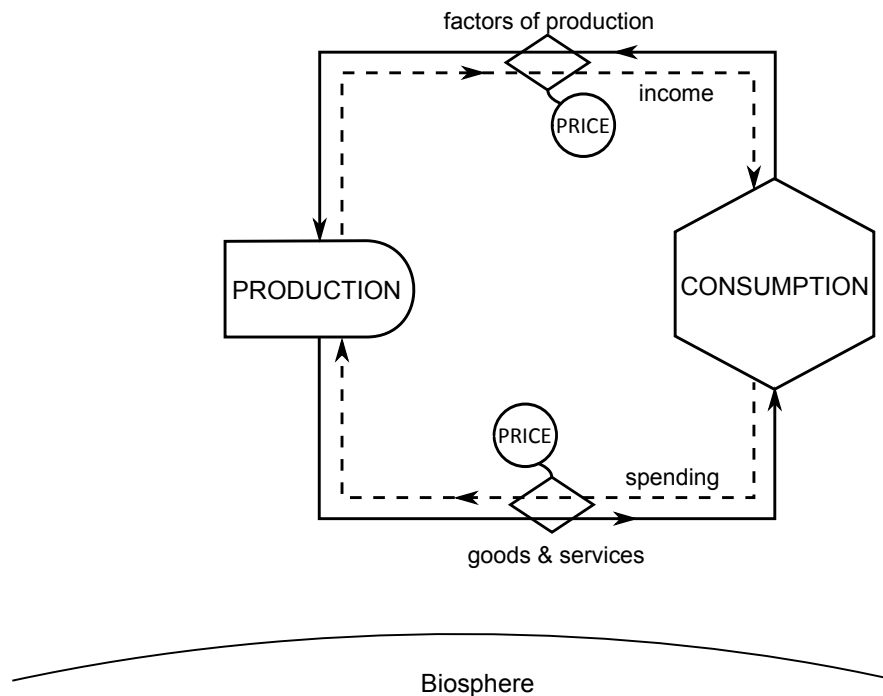 factors of production
income
PRICE
PRODUCTION
CONSUMPTION
PRICE
spending
goods & services
Biosphere